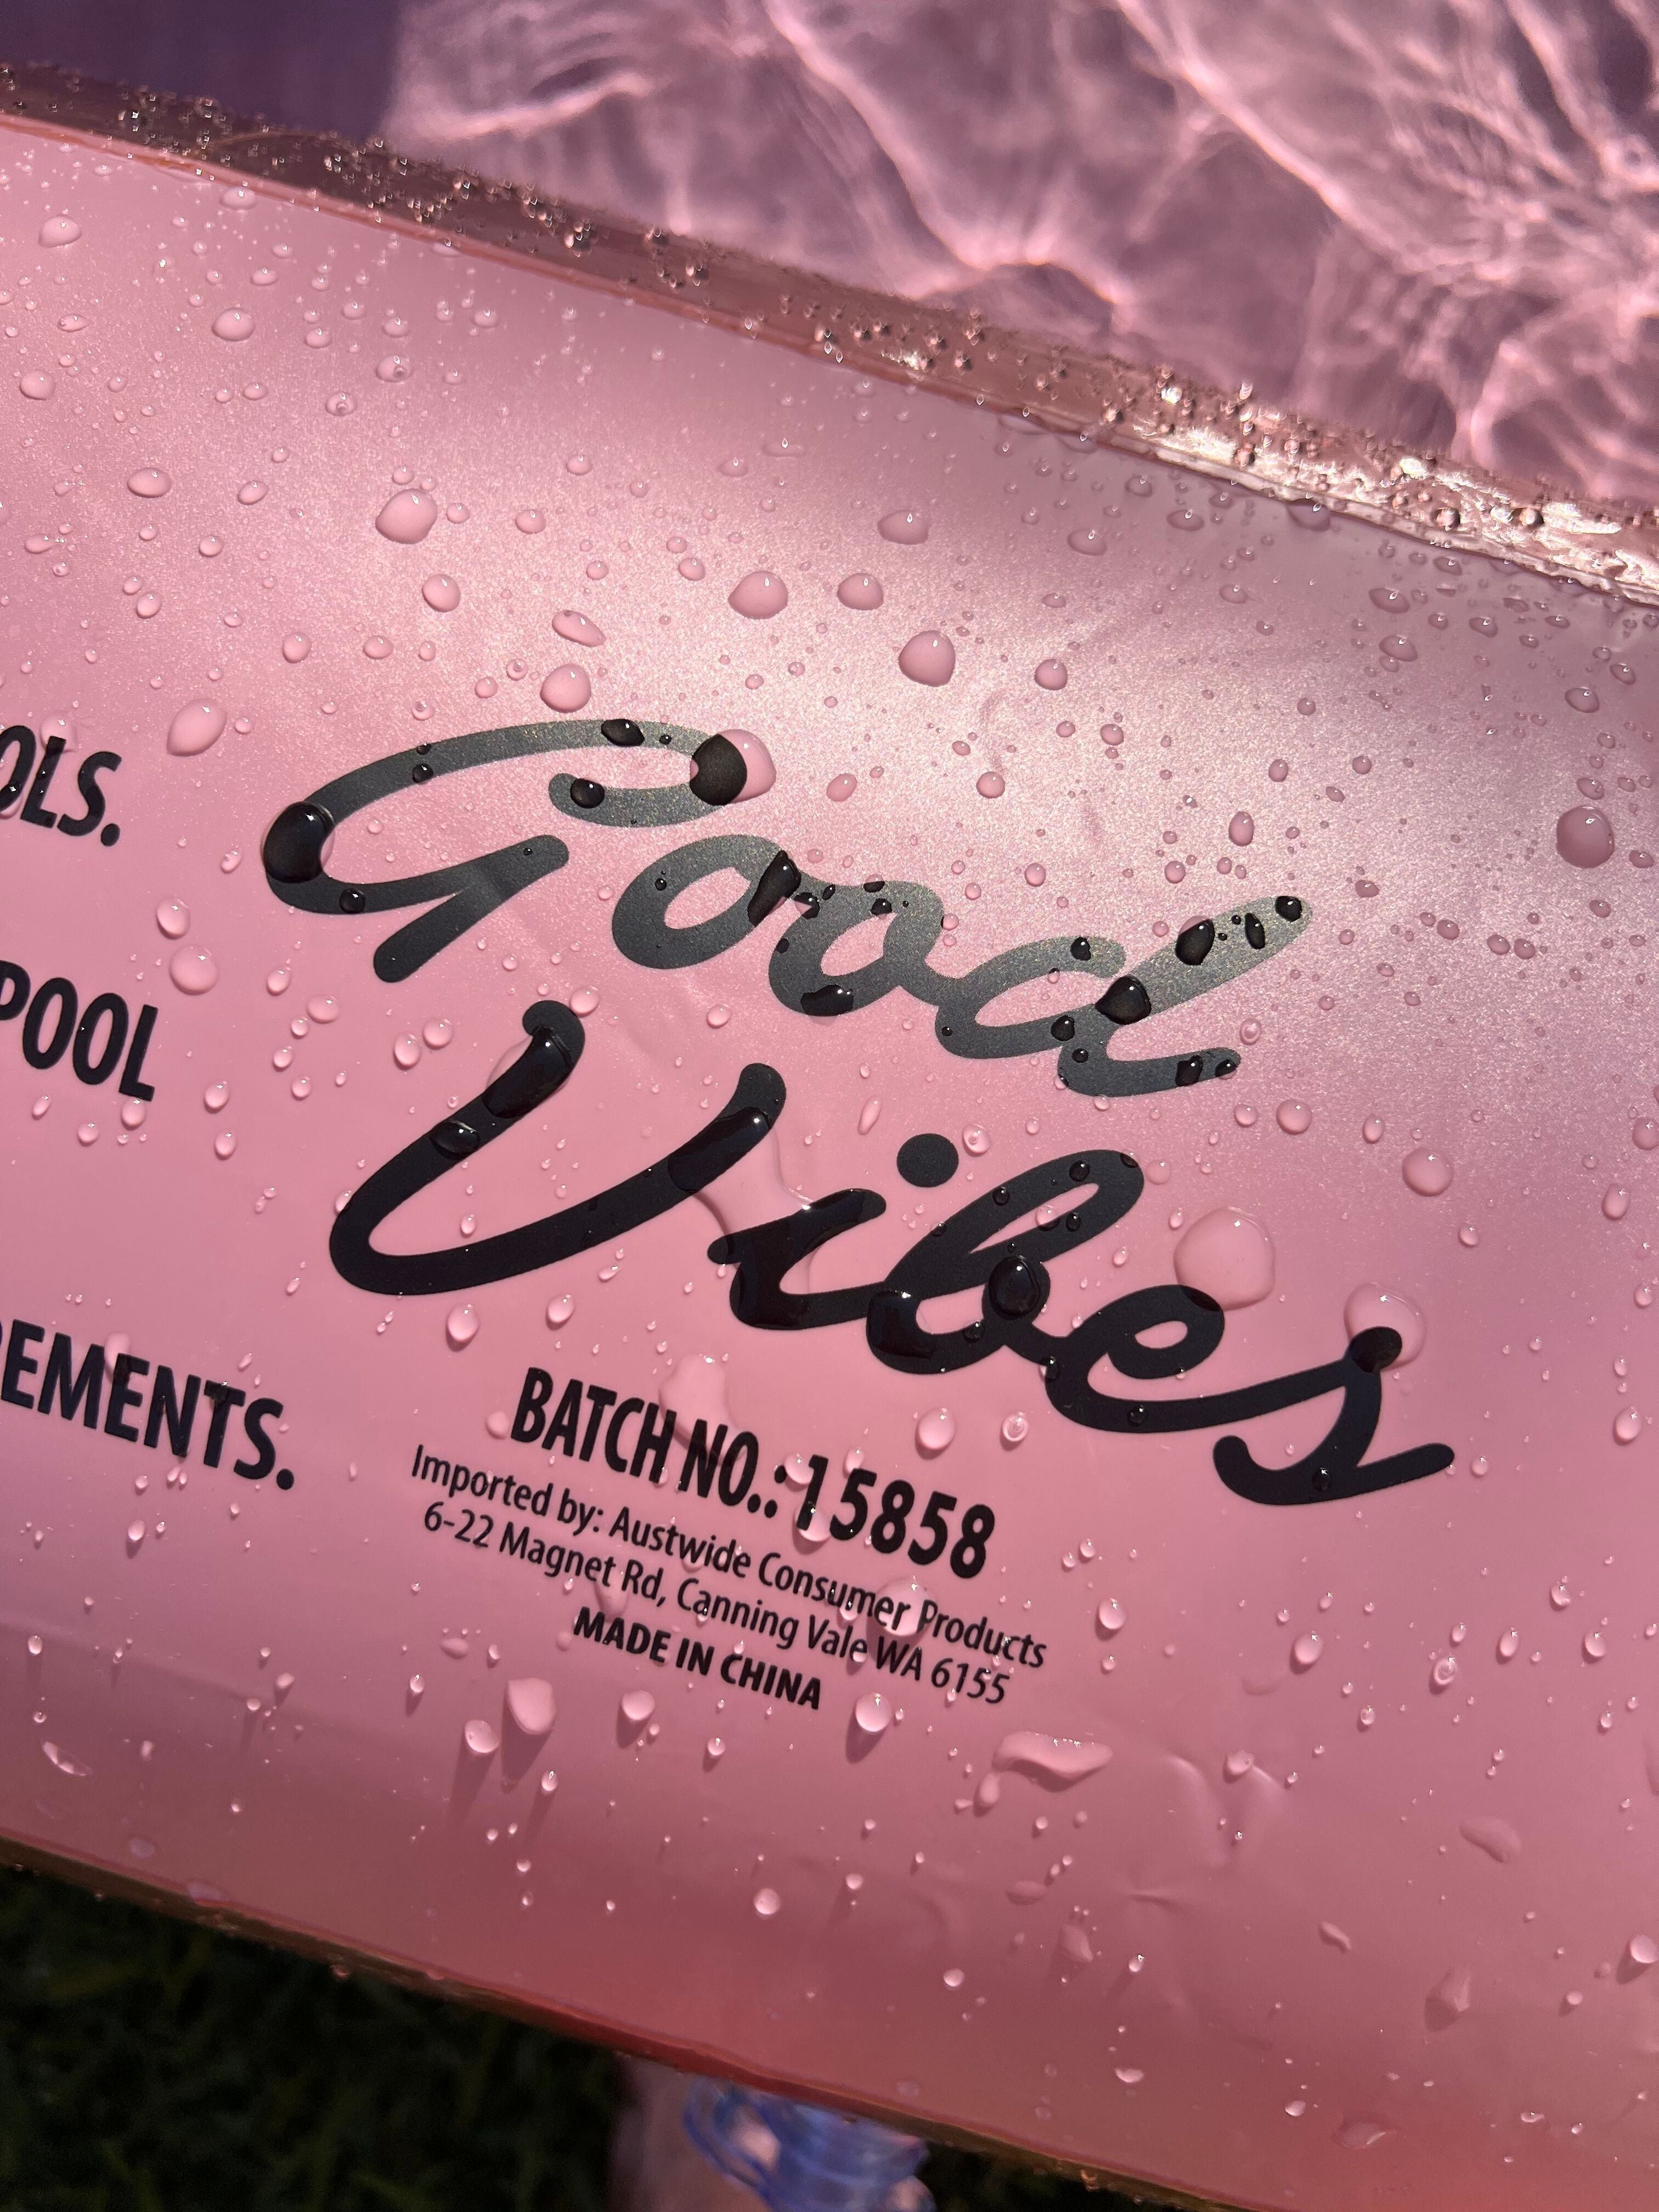 OLS.
POOL
EMENTS.
Good
Vibes
BATCH NO.: 15858
Imported by: Austwide Consumer Products
6-22 Magnet Rd, Canning Vale WA 6155
MADE IN CHINA